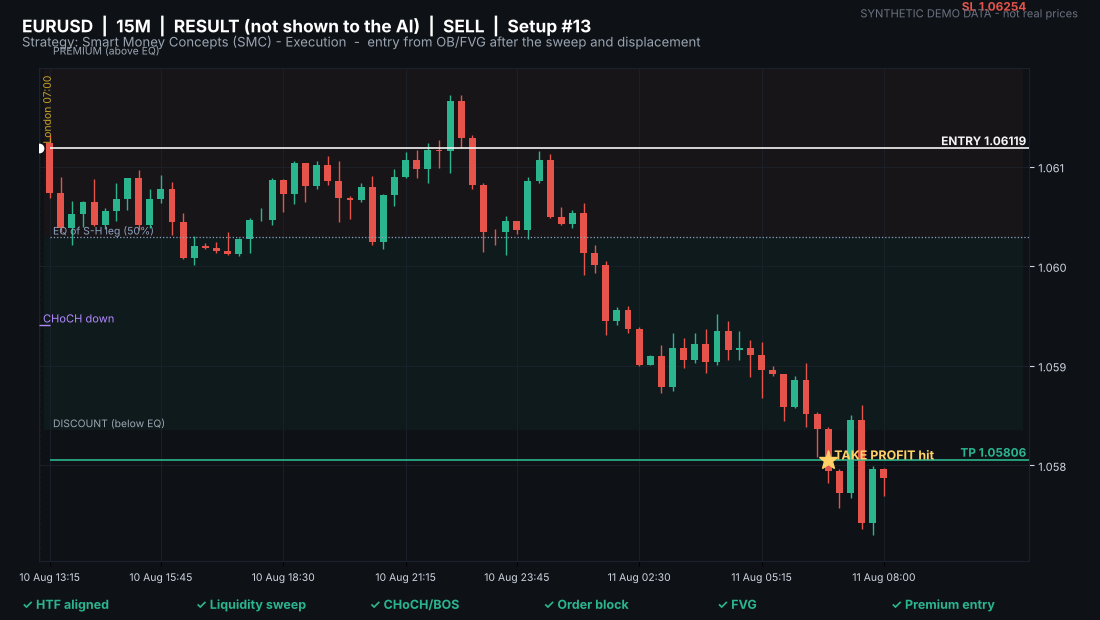 SL 1.06254
SYNTHETIC DEMO DATA - not real prices
EURUSD | 15M | RESULT (not shown to the AI) | SELL | Setup #13
Strategy: Smart Money Concepts (SMC) - Execution - entry from OB/FVG after the sweep and displacement
PREMIUM (above EQ)
London 07:00
ENTRY 1.06119
1.061
EQ of S-H leg (50%)
1.060
CHoCH down
1.059
DISCOUNT (below EQ)
TAKE PROFIT hit
TP 1.05806
1.058
10 Aug 13:15 10 Aug 15:45 10 Aug 18:30 10 Aug 21:15 10 Aug 23:45 11 Aug 02:30 11 Aug 05:15 11 Aug 08:00
✓ HTF aligned ✓ Liquidity sweep ✓ CHoCH/BOS ✓ Order block ✓ FVG ✓ Premium entry